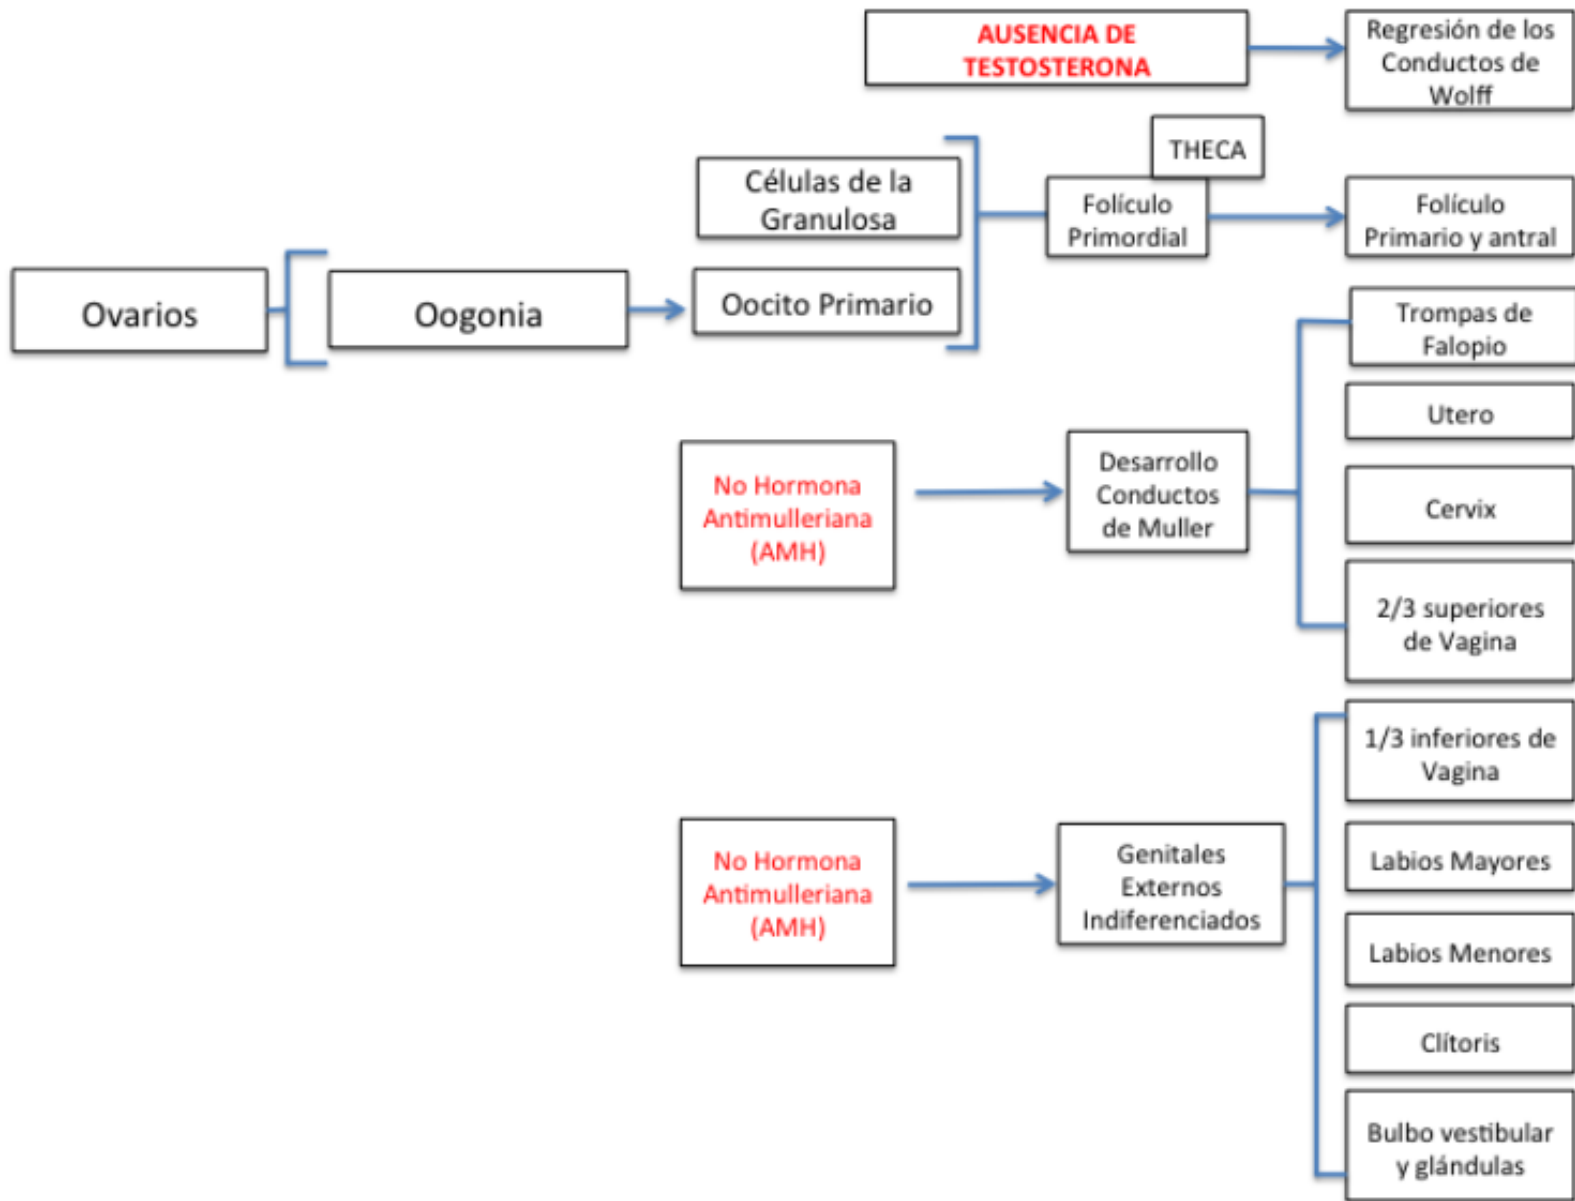 AUSENCIA DE
TESTOSTERONA
Regresión de los
Conductos de
Wolff
THECA
Células de la
Granulosa
Folículo
Primordial
Folículo
Primario y antral
Ovarios
Oogonia
Oocito Primario
Trompas de
Falopio
Utero
No Hormona
Antimulleriana
(AMH)
Desarrollo
Conductos
de Muller
Cervix
2/3 superiores
de Vagina
1/3 inferiores de
Vagina
No Hormona
Antimulleriana
(AMH)
Genitales
Externos
Indiferenciados
Labios Mayores
Labios Menores
Clítoris
Bulbo vestibular
y glándulas